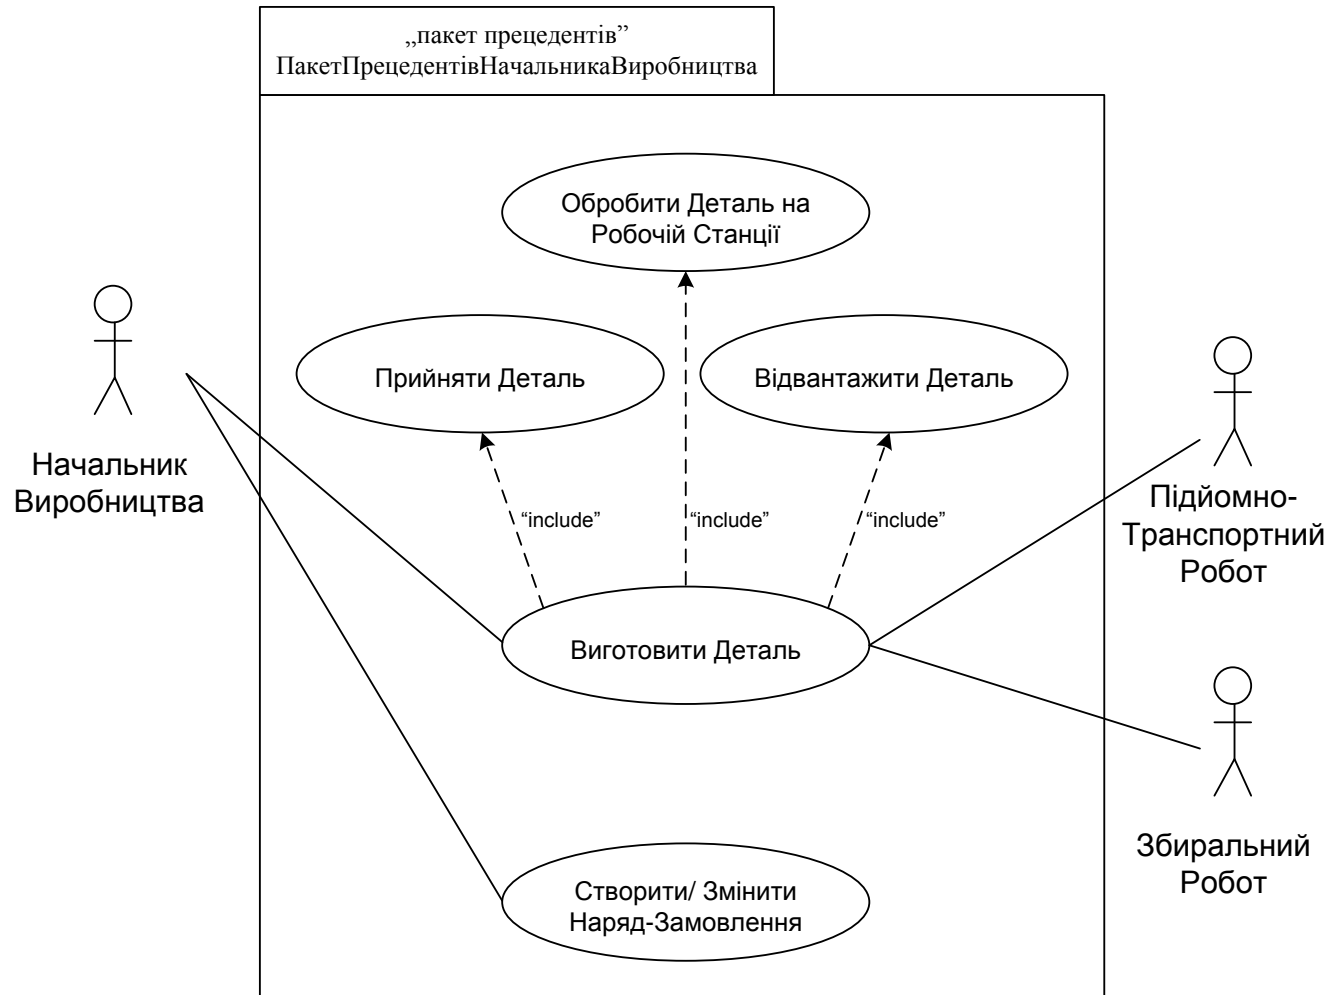 „пакет прецедентів”
ПакетПрецедентівНачальникаВиробництва
Обробити Деталь на
Робочій Станції
Прийняти Деталь
Відвантажити Деталь
Начальник
Виробництва
Підйомно-
Транспортний
Робот
“include”
“include”
“include”
Виготовити Деталь
Збиральний
Робот
Створити/ Змінити
Наряд-Замовлення